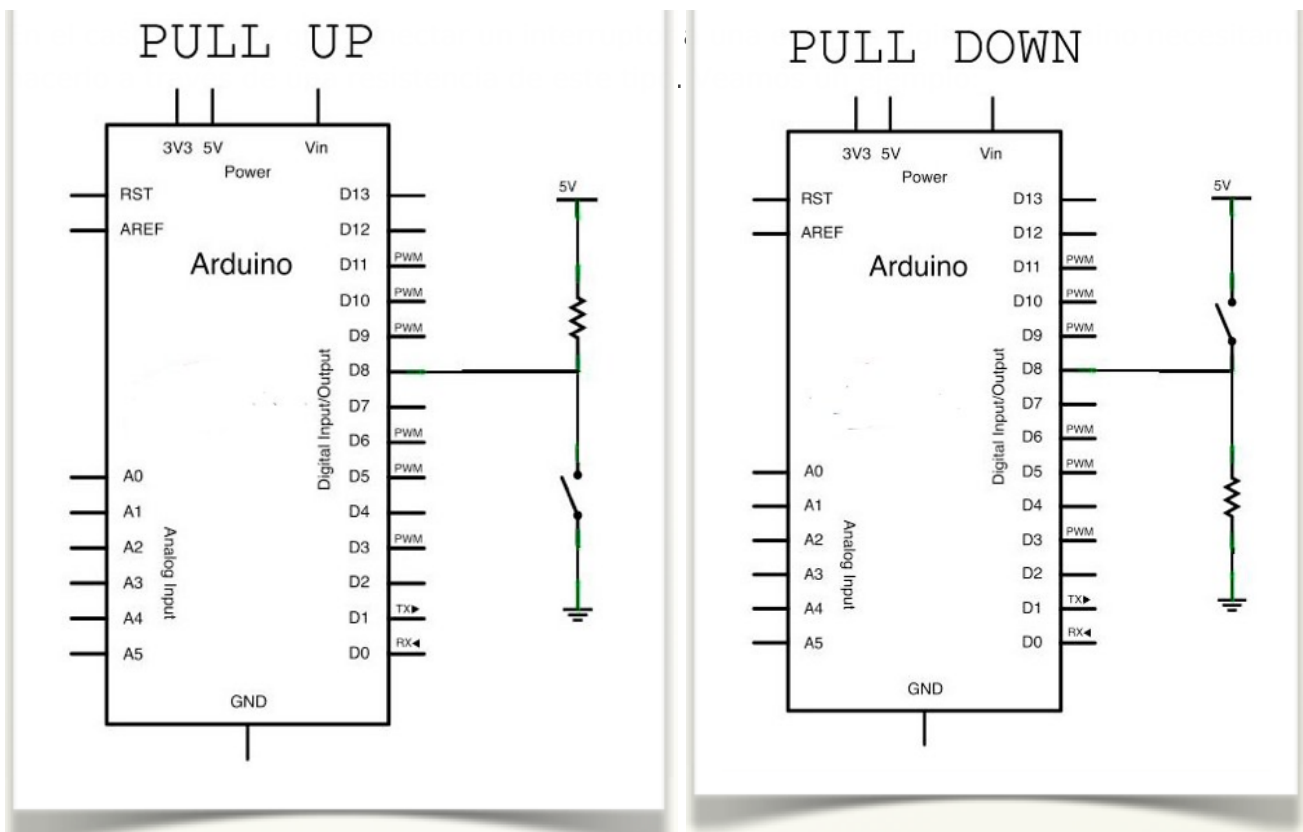 PULL UP
3V3 5V Vin
Power
RST D13
AREF D12
Arduino
D11 PWM
D10 PWM
D9 PWM
D8
Digital Input/Output
D7
D6 PWM
A0 D5 PWM
A1 D4
A2 D3 PWM
Analog Input
A3 D2
A4 D1 TX▶
A5 D0 RX◀
GND
5V
PULL DOWN
3V3 5V Vin
Power
RST D13
AREF D12
Arduino
D11 PWM
D10 PWM
D9 PWM
D8
Digital Input/Output
D7
D6 PWM
A0 D5 PWM
A1 D4
A2 D3 PWM
Analog Input
A3 D2
A4 D1 TX▶
A5 D0 RX◀
GND
5V